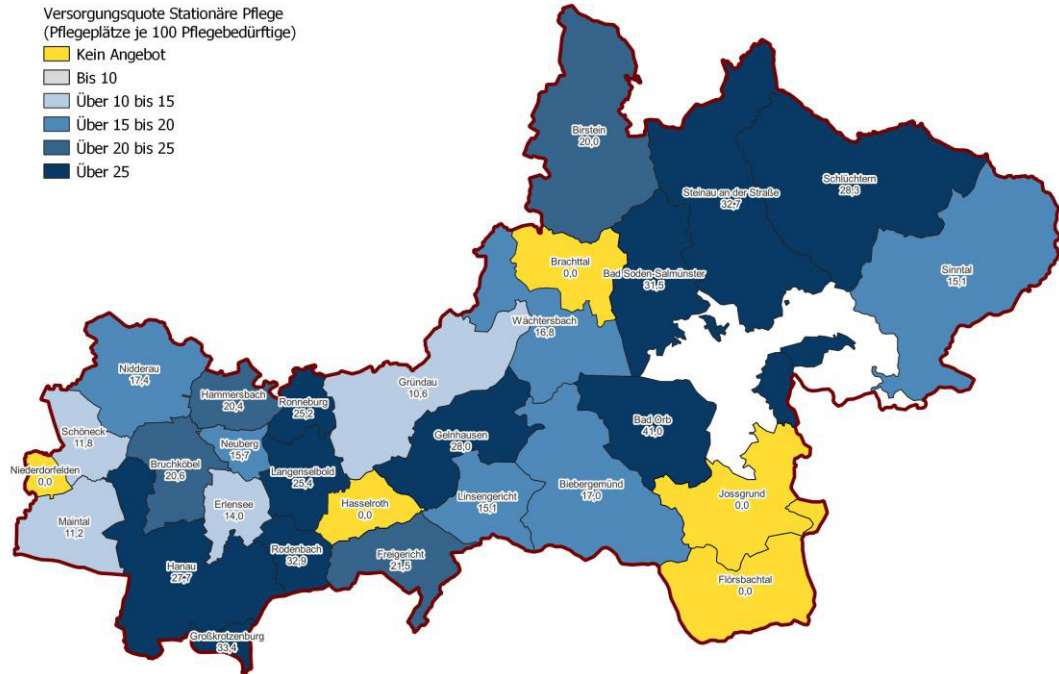 Versorgungsquote Stationäre Pflege
(Pflegeplätze je 100 Pflegebedürftige)
Kein Angebot
Bis 10
Über 10 bis 15
Über 15 bis 20
Über 20 bis 25
Über 25
Birstein
20,0
Steinau an der Straße
32,7
Schlüchtern
28,3
Brachttal
0,0
Bad Soden-Salmünster
31,5
Sinntal
15,1
Wächtersbach
16,8
Nidderau
17,4
Hammersbach
20,4
Ronneburg
25,2
Gründau
10,6
Schöneck
11,8
Neuberg
15,7
Gelnhausen
28,0
Bad Orb
41,0
Niederdorfelden
0,0
Bruchköbel
20,6
Langenselbold
25,4
Hasselroth
0,0
Linsengericht
15,1
Biebergemünd
17,0
Jossgrund
0,0
Maintal
11,2
Erlensee
14,0
Hanau
27,7
Rodenbach
32,9
Freigericht
21,5
Flörsbachtal
0,0
Großkrotzenburg
33,4